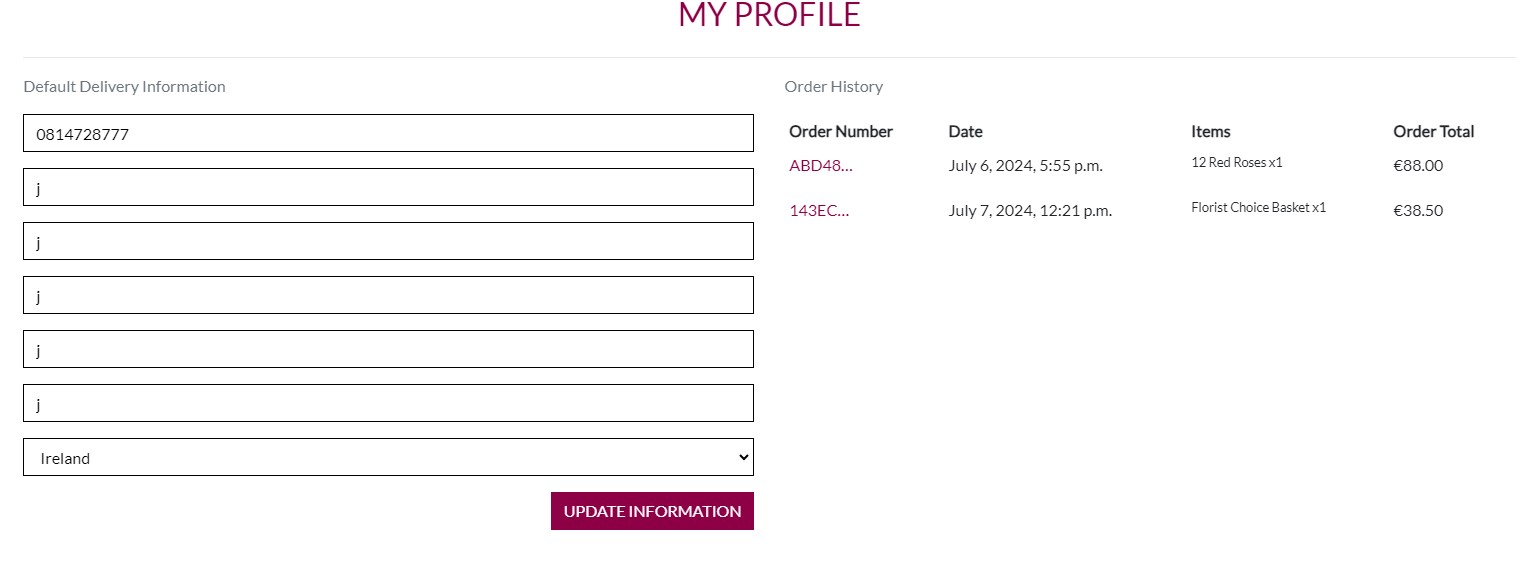 MY PROFILE
Default Delivery Information
0814728777
j
j
j
j
j
Ireland
UPDATE INFORMATION
Order History
Order Number Date Items Order Total
ABD48... July 6, 2024, 5:55 p.m. 12 Red Roses x1 €88.00
143EC... July 7, 2024, 12:21 p.m. Florist Choice Basket x1 €38.50